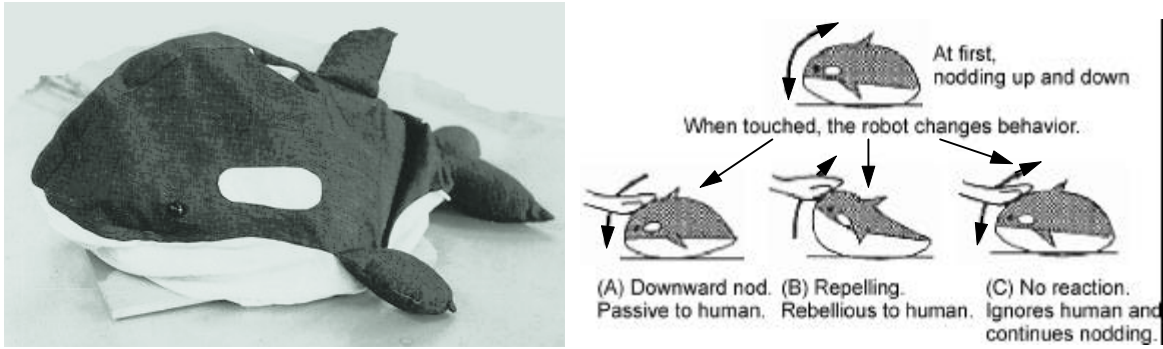 At first,
nodding up and down
When touched, the robot changes behavior.
(A) Downward nod.
Passive to human.
(B) Repelling.
Rebellious to human.
(C) No reaction.
Ignores human and
continues nodding.